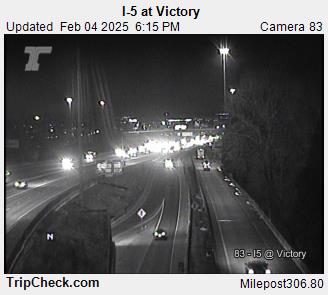 I-5 at Victory
Updated Feb 04 2025 6:15 PM Camera 83
T
N
83 - I5 @ Victory
TripCheck.com Milepost306.80